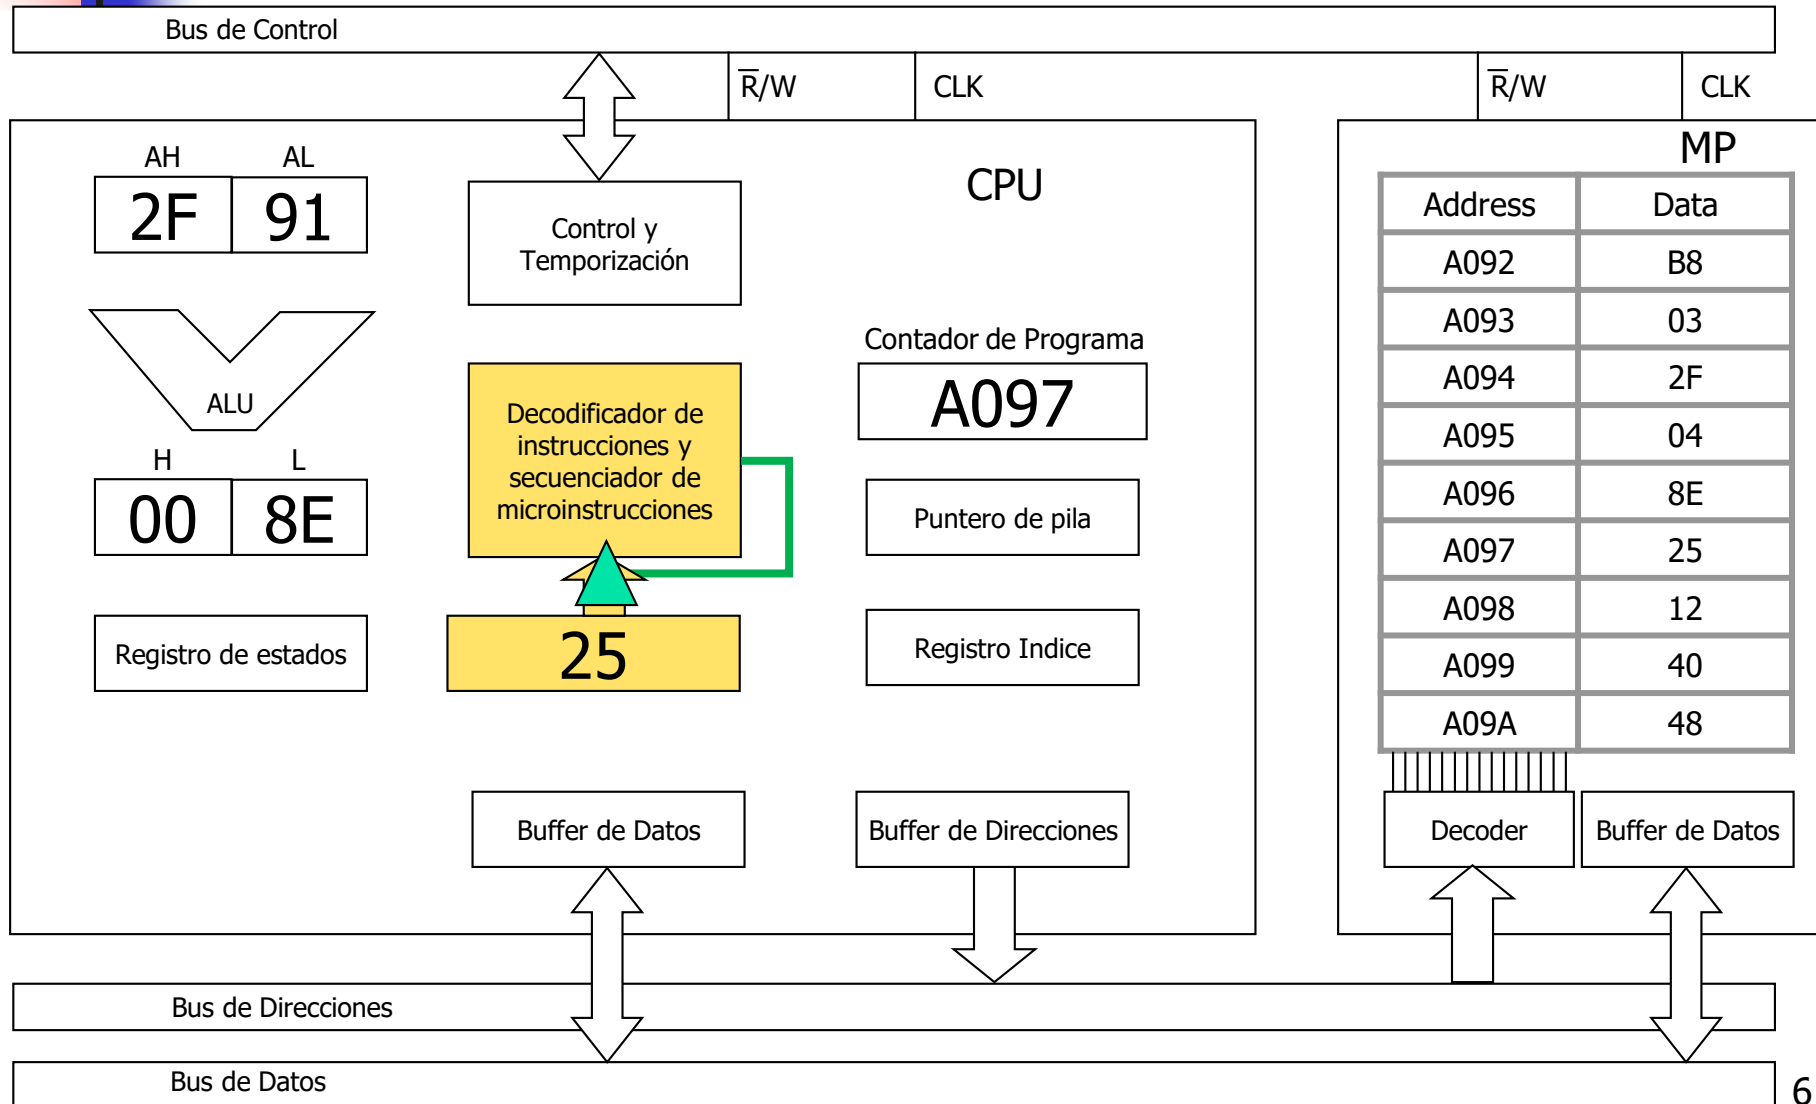 Bus de Control
R̅/W
CLK
R̅/W
CLK
CPU
AH
AL
2F
91
ALU
H
L
00
8E
Registro de estados
Control y
Temporización
Decodificador de
instrucciones y
secuenciador de
microinstrucciones
25
Contador de Programa
A097
Puntero de pila
Registro Indice
Buffer de Datos
Buffer de Direcciones
MP
Address Data
A092 B8
A093 03
A094 2F
A095 04
A096 8E
A097 25
A098 12
A099 40
A09A 48
Decoder
Buffer de Datos
Bus de Direcciones
Bus de Datos
6